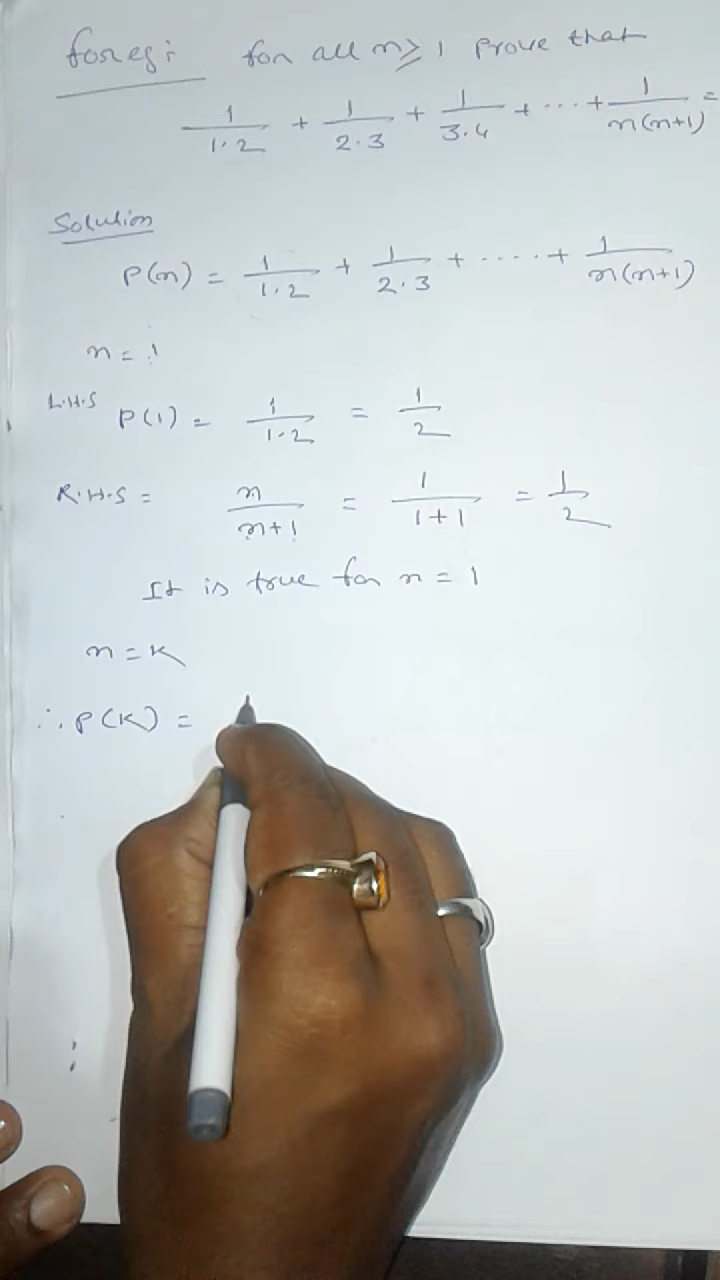 for eg:   for all n ≥ 1 prove that
1/1.2 + 1/2.3 + 1/3.4 + ... + 1/n(n+1) =
Solution
P(n) = 1/1.2 + 1/2.3 + .... + 1/n(n+1)
n = 1
L.H.S P(1) = 1/1.2 = 1/2
R.H.S = n/n+1 = 1/1+1 = 1/2
It is true for n = 1
n = K
∴ P(K) =